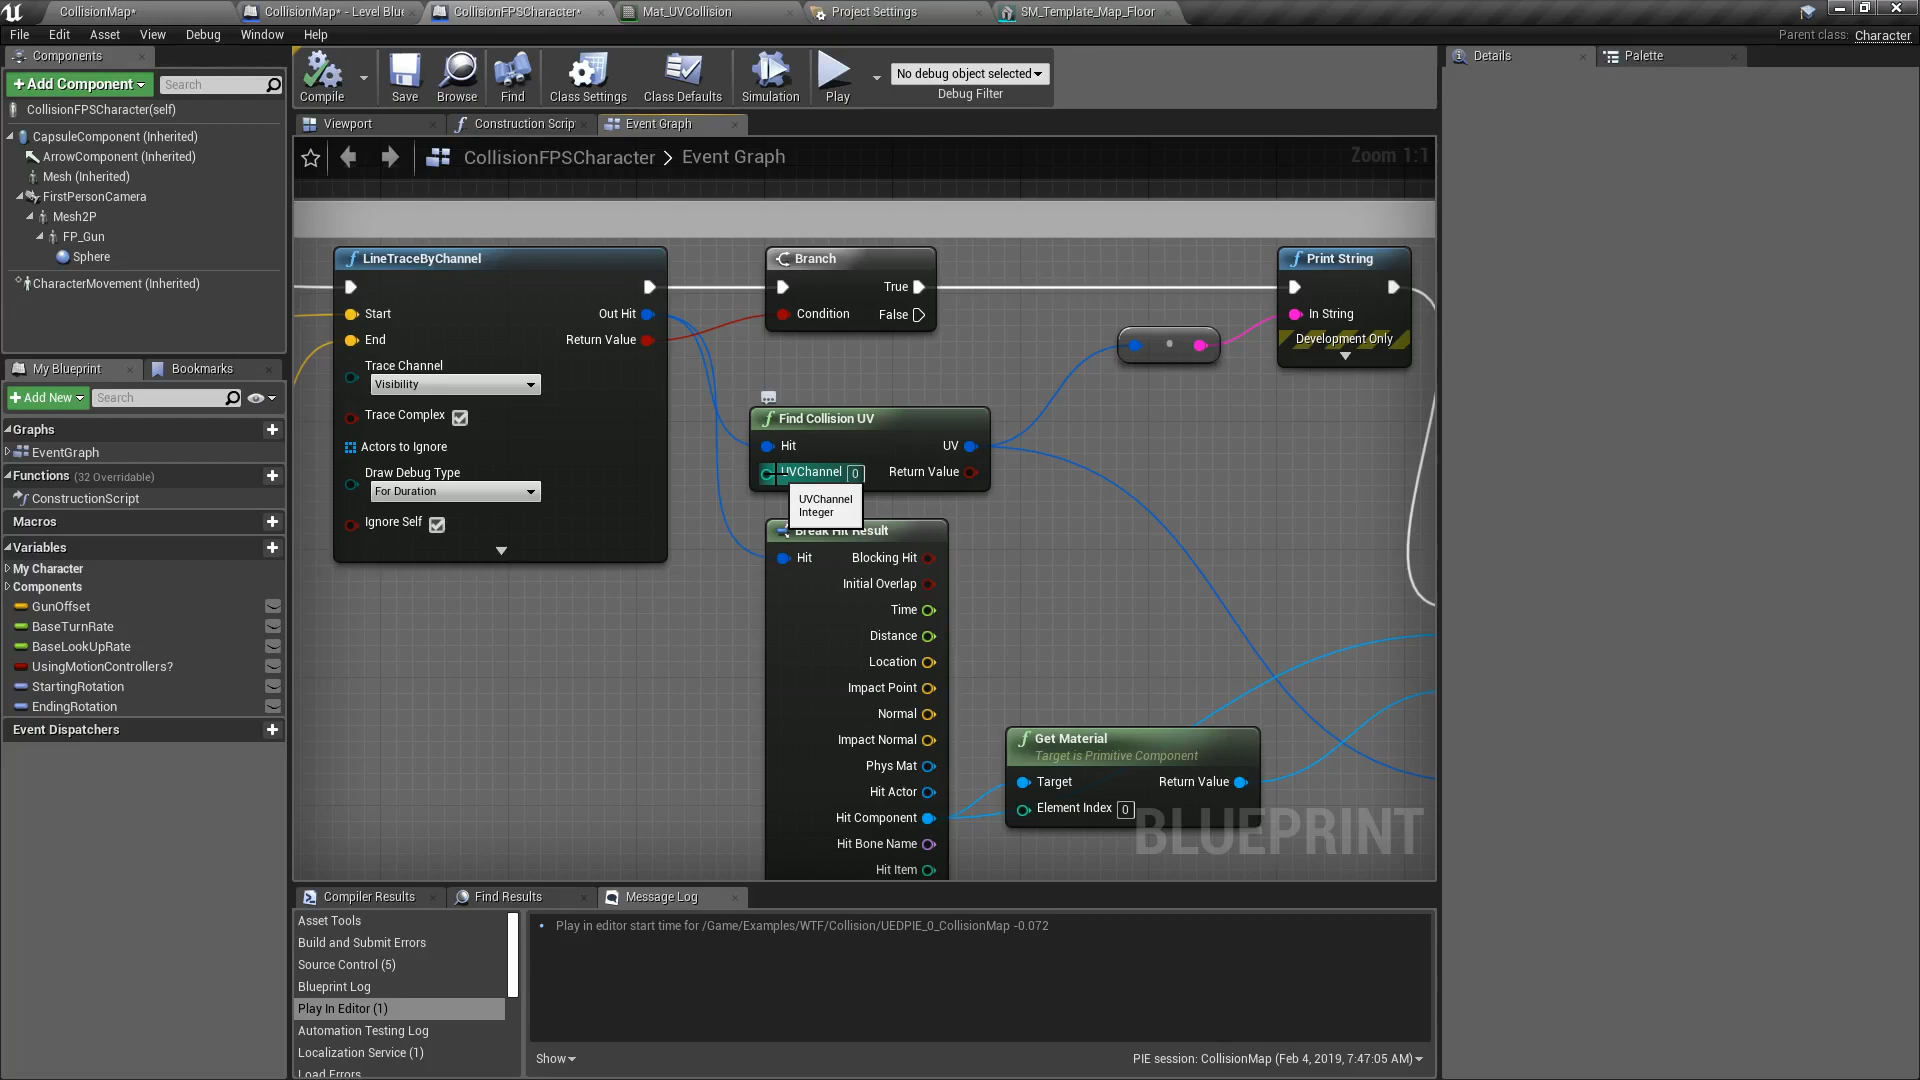 CollisionMap*
CollisionMap* - Level Blue
CollisionFPSCharacter*
Mat_UVCollision
Project Settings
SM_Template_Map_Floor
File
Edit
Asset
View
Debug
Window
Help
Parent class: Character
Components
Add Component
Search
CollisionFPSCharacter(self)
CapsuleComponent (Inherited)
ArrowComponent (Inherited)
Mesh (Inherited)
FirstPersonCamera
Mesh2P
FP_Gun
Sphere
CharacterMovement (Inherited)
My Blueprint
Bookmarks
Add New
Search
Graphs
EventGraph
Functions (32 Overridable)
ConstructionScript
Macros
Variables
My Character
Components
GunOffset
BaseTurnRate
BaseLookUpRate
UsingMotionControllers?
StartingRotation
EndingRotation
Event Dispatchers
Compile
Save
Browse
Find
Class Settings
Class Defaults
Simulation
Play
No debug object selected
Debug Filter
Viewport
Construction Scrip
Event Graph
CollisionFPSCharacter > Event Graph
Zoom 1:1
LineTraceByChannel
Start
Out Hit
End
Return Value
Trace Channel
Visibility
Trace Complex
Actors to Ignore
Draw Debug Type
For Duration
Ignore Self
Branch
True
Condition
False
Print String
In String
Development Only
Find Collision UV
Hit
UV
UVChannel 0
Return Value
UVChannel
Integer
Break Hit Result
Hit
Blocking Hit
Initial Overlap
Time
Distance
Location
Impact Point
Normal
Impact Normal
Phys Mat
Hit Actor
Hit Component
Hit Bone Name
Hit Item
Get Material
Target is Primitive Component
Target
Return Value
Element Index 0
BLUEPRINT
Compiler Results
Find Results
Message Log
Asset Tools
Build and Submit Errors
Source Control (5)
Blueprint Log
Play In Editor (1)
Automation Testing Log
Localization Service (1)
Load Errors
Play in editor start time for /Game/Examples/WTF/Collision/UEDPIE_0_CollisionMap -0.072
Show
PIE session: CollisionMap (Feb 4, 2019, 7:47:05 AM)
Details
Palette